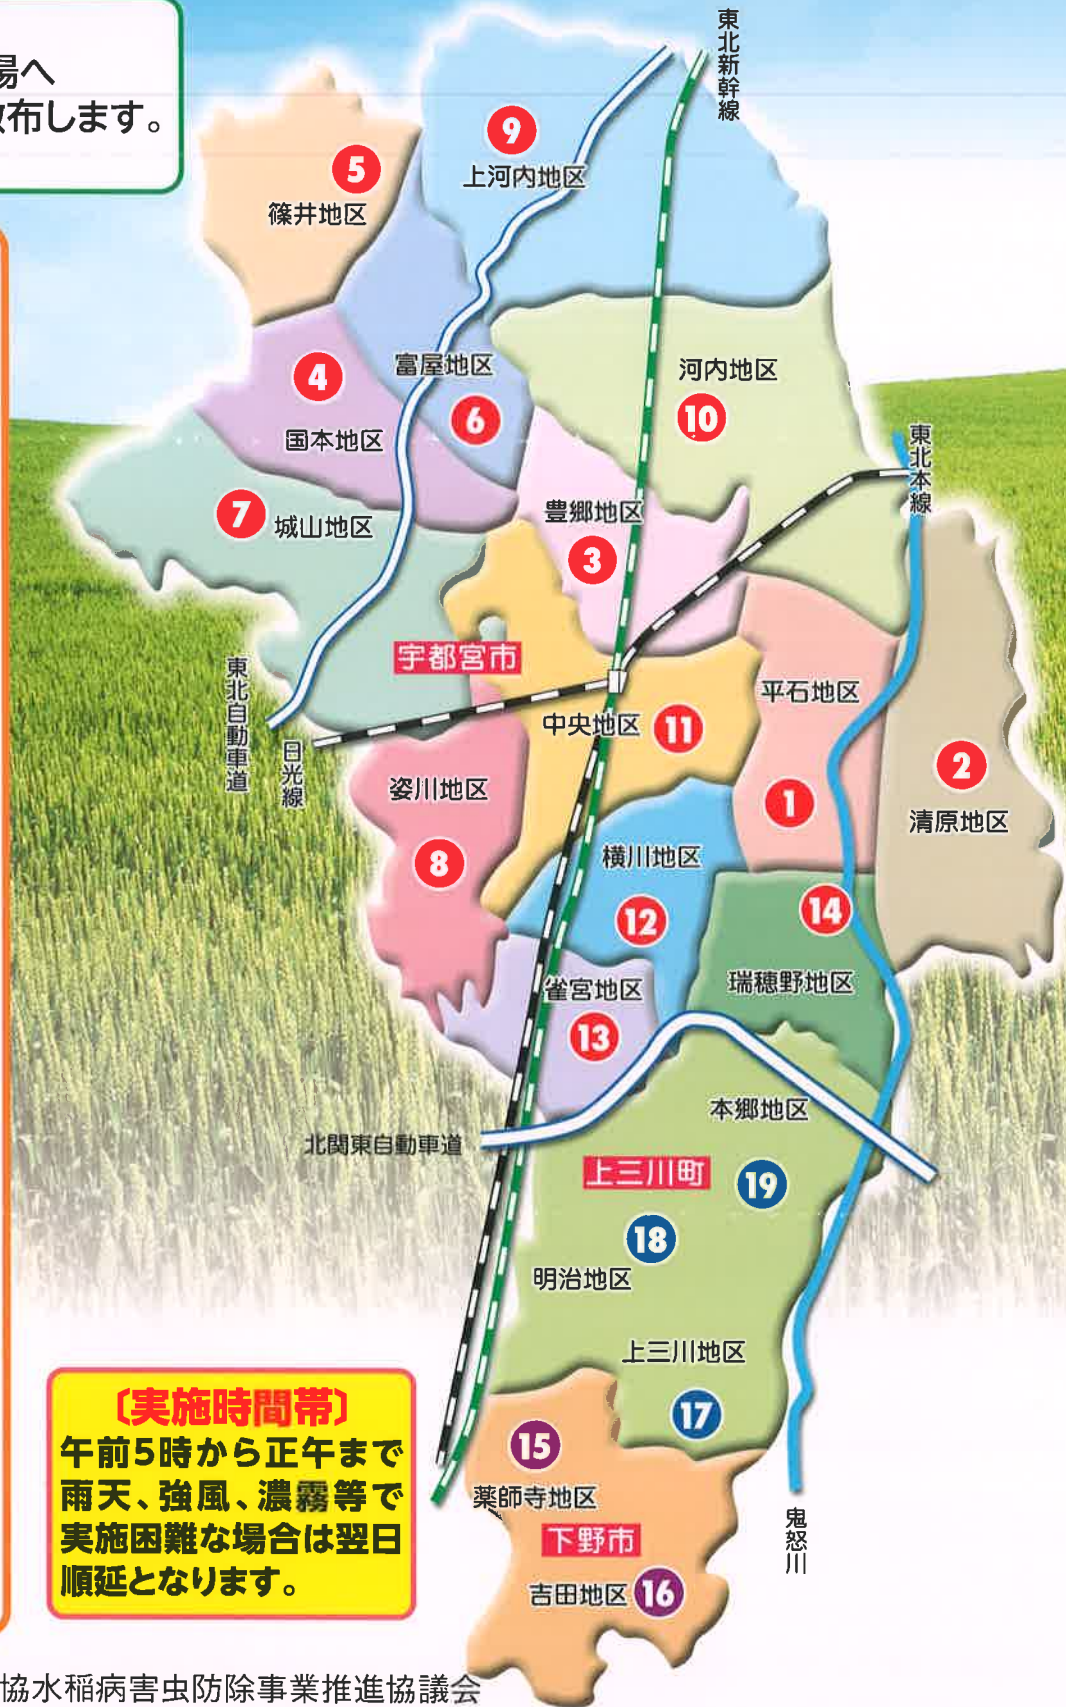 場へ
散布します。
東北新幹線
9
上河内地区
5
篠井地区
富屋地区
6
4
国本地区
河内地区
10
東北本線
7
城山地区
豊郷地区
3
宇都宮市
東北自動車道
日光線
中央地区
11
平石地区
1
2
清原地区
姿川地区
8
横川地区
12
14
瑞穂野地区
雀宮地区
13
北関東自動車道
本郷地区
上三川町
19
18
明治地区
上三川地区
17
15
薬師寺地区
下野市
吉田地区
16
鬼怒川
〔実施時間帯〕
午前5時から正午まで
雨天、強風、濃霧等で
実施困難な場合は翌日
順延となります。
協水稲病害虫防除事業推進協議会